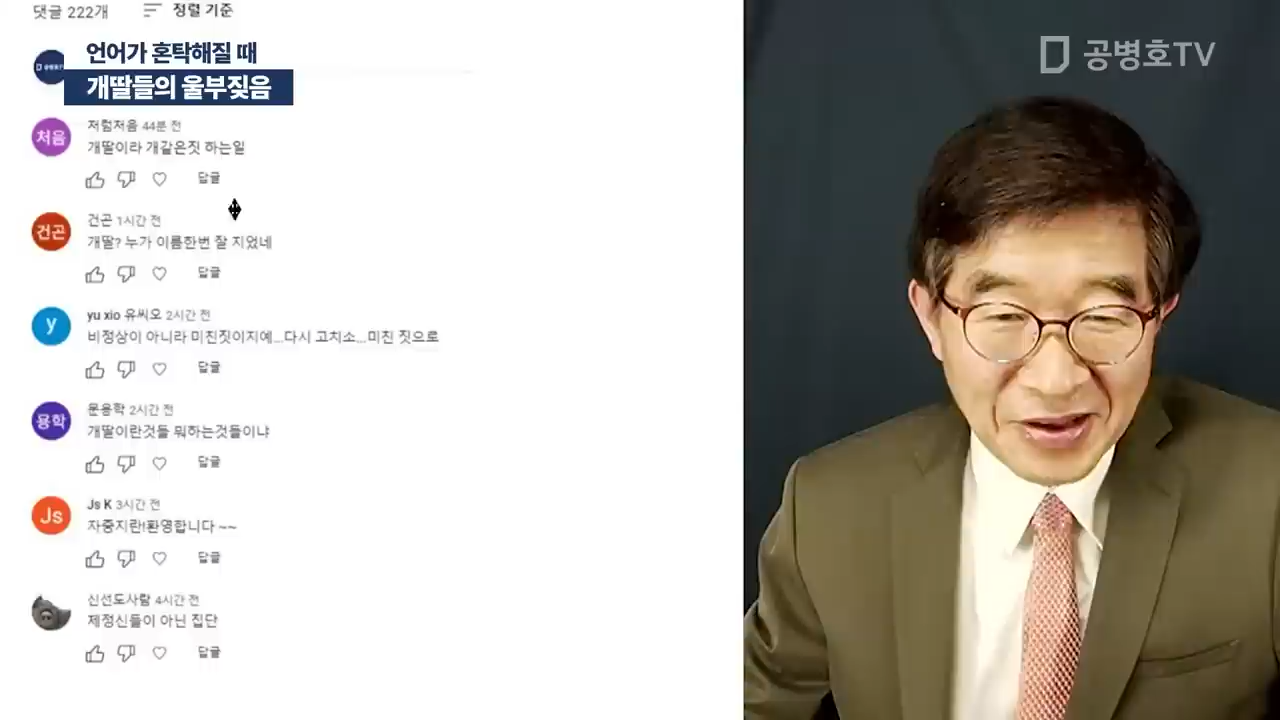 댓글 222개
정렬 기준
언어가 혼탁해질 때
개딸들의 울부짖음
공병호TV
처음
처럼처음 44분 전
개딸이라 개같은짓 하는일
답글
건곤
건곤 1시간 전
개딸? 누가 이름한번 잘 지었네
답글
y
yu xio 유씨오 2시간 전
비정상이 아니라 미친짓이지예...다시 고치소...미친 짓으로
답글
용학
문용학 2시간 전
개딸이란것들 뭐하는것들이냐
답글
Js
Js K 3시간 전
자중지란!환영합니다 ~~
답글
신선도사람 4시간 전
제정신들이 아닌 집단
답글